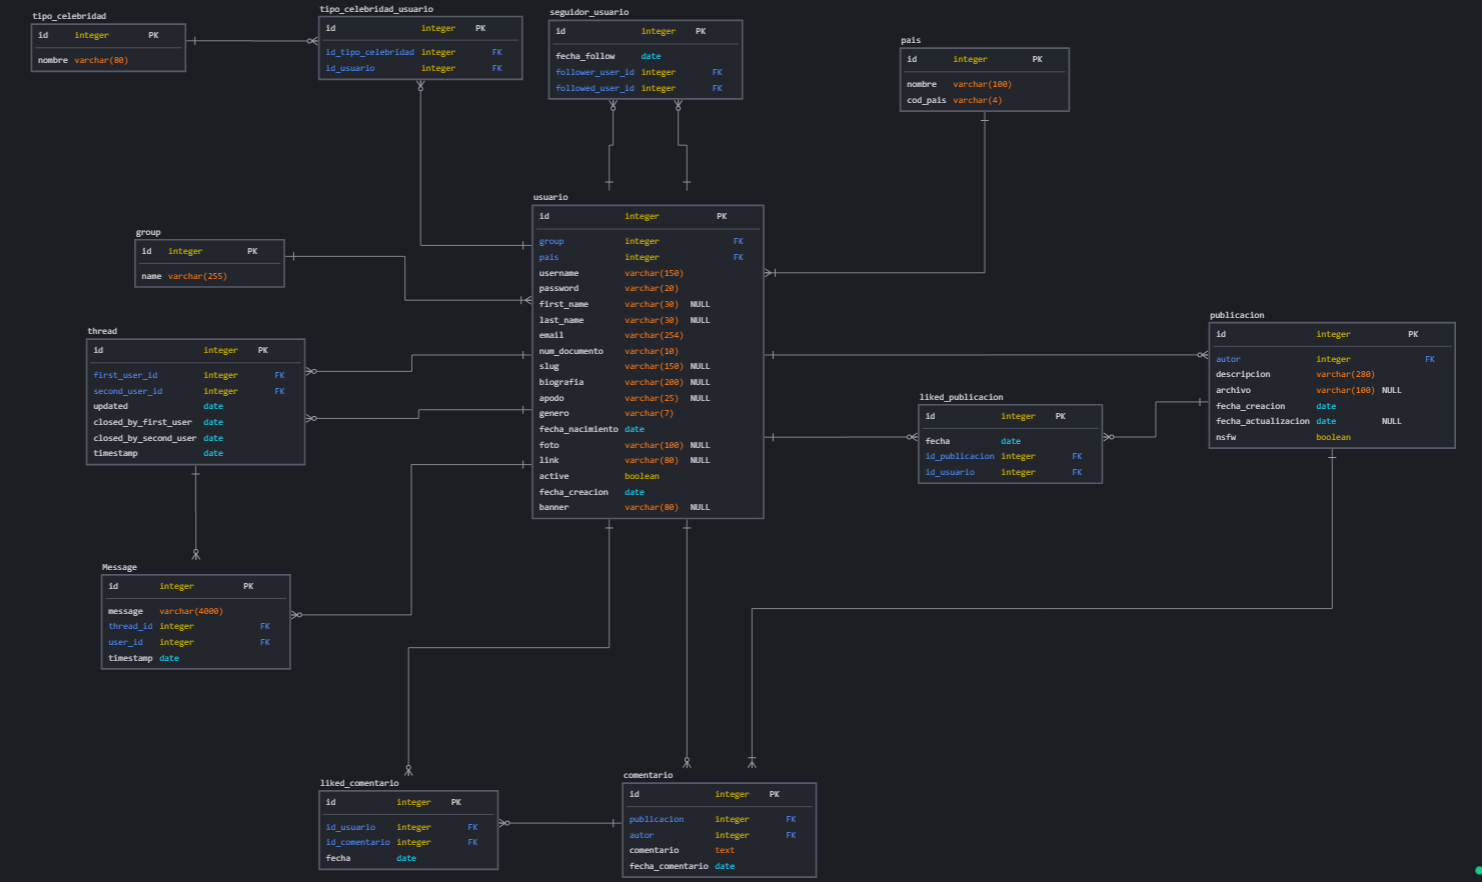 tipo_celebridad
id integer PK
nombre varchar(80)
tipo_celebridad_usuario
id integer PK
id_tipo_celebridad integer FK
id_usuario integer FK
seguidor_usuario
id integer PK
fecha_follow date
follower_user_id integer FK
followed_user_id integer FK
pais
id integer PK
nombre varchar(100)
cod_pais varchar(4)
group
id integer PK
name varchar(255)
usuario
id integer PK
group integer FK
pais integer FK
username varchar(150)
password varchar(20)
first_name varchar(30) NULL
last_name varchar(30) NULL
email varchar(254)
num_documento varchar(10)
slug varchar(150) NULL
biografia varchar(200) NULL
apodo varchar(25) NULL
genero varchar(7)
fecha_nacimiento date
foto varchar(100) NULL
link varchar(80) NULL
active boolean
fecha_creacion date
banner varchar(80) NULL
thread
id integer PK
first_user_id integer FK
second_user_id integer FK
updated date
closed_by_first_user date
closed_by_second_user date
timestamp date
publicacion
id integer PK
autor integer FK
descripcion varchar(280)
archivo varchar(100) NULL
fecha_creacion date
fecha_actualizacion date NULL
nsfw boolean
liked_publicacion
id integer PK
fecha date
id_publicacion integer FK
id_usuario integer FK
Message
id integer PK
message varchar(4000)
thread_id integer FK
user_id integer FK
timestamp date
liked_comentario
id integer PK
id_usuario integer FK
id_comentario integer FK
fecha date
comentario
id integer PK
publicacion integer FK
autor integer FK
comentario text
fecha_comentario date